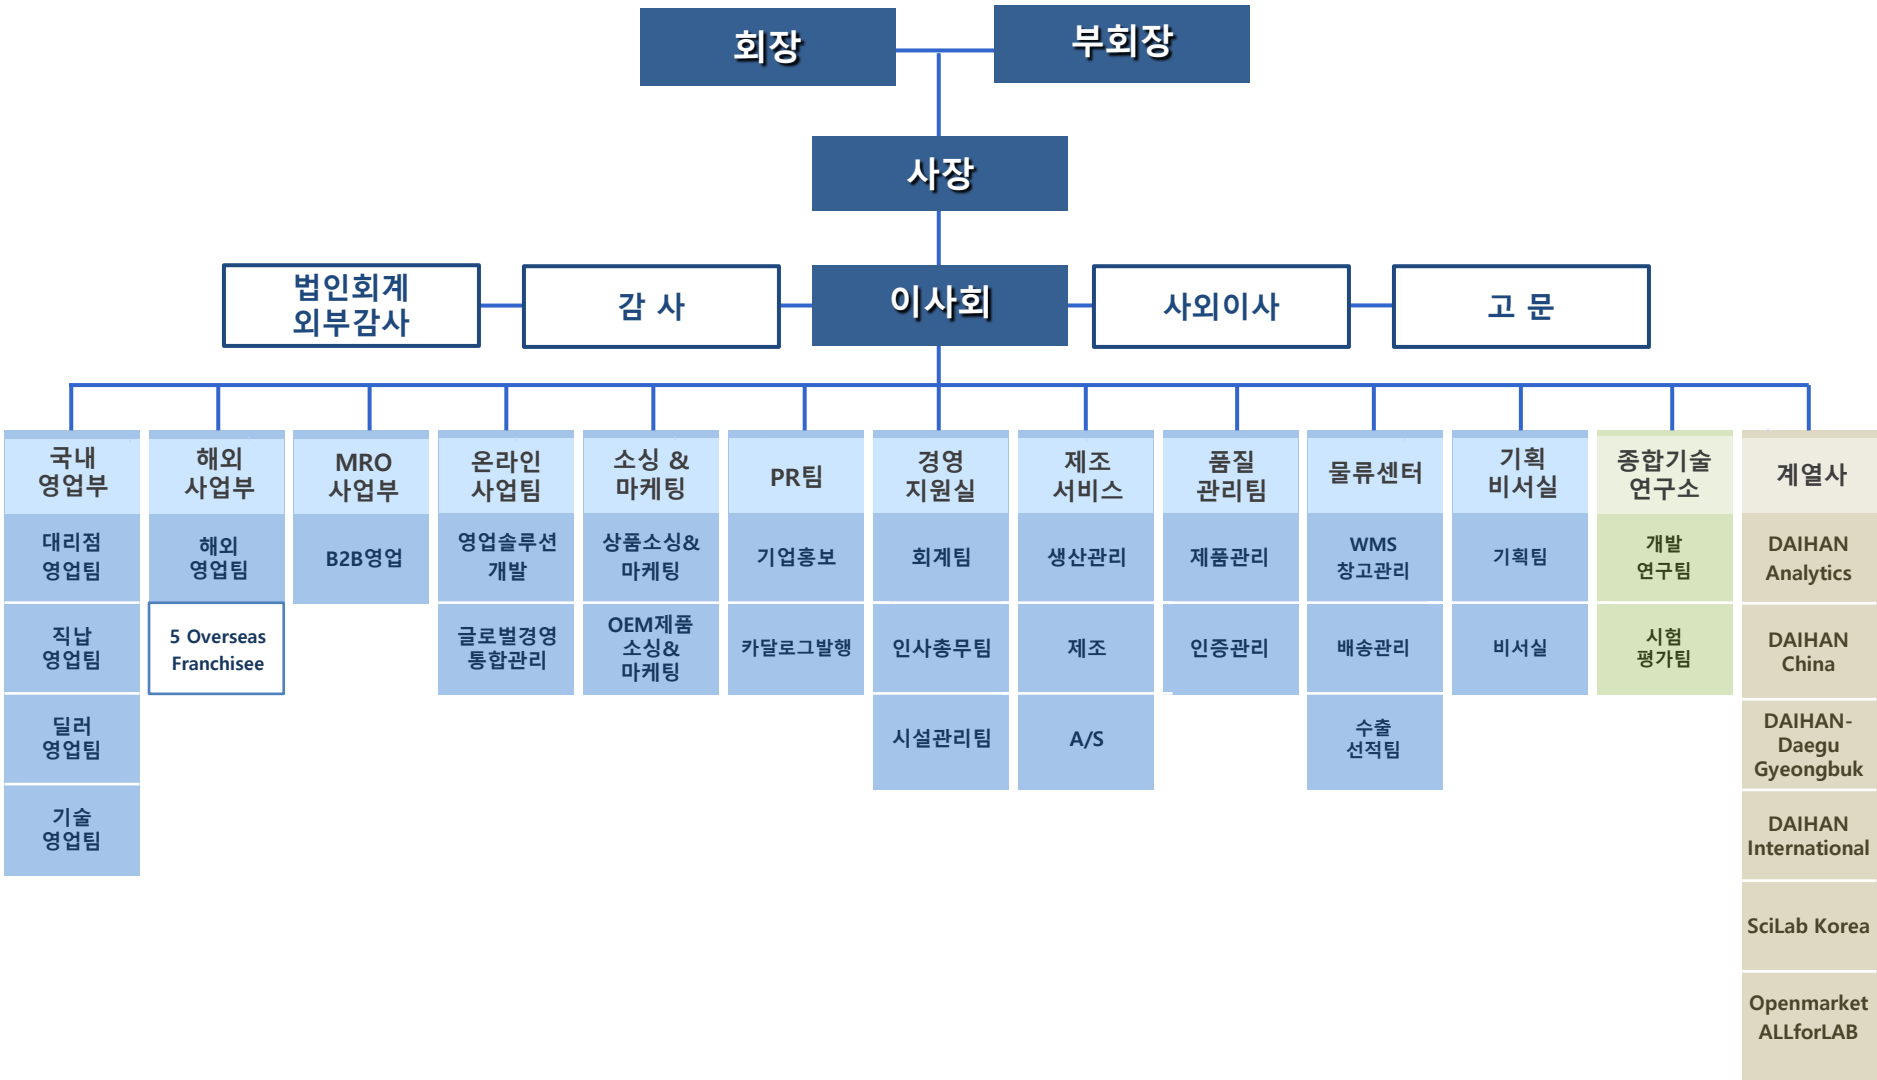 회장
부회장
사장
법인회계
외부감사
감 사
이사회
사외이사
고 문
국내
영업부
대리점
영업팀
직납
영업팀
딜러
영업팀
기술
영업팀
해외
사업부
해외
영업팀
5 Overseas
Franchisee
MRO
사업부
B2B영업
온라인
사업팀
영업솔루션
개발
글로벌경영
통합관리
소싱 &
마케팅
상품소싱&
마케팅
OEM제품
소싱&
마케팅
PR팀
기업홍보
카달로그발행
경영
지원실
회계팀
인사총무팀
시설관리팀
제조
서비스
생산관리
제조
A/S
품질
관리팀
제품관리
인증관리
물류센터
WMS
창고관리
배송관리
수출
선적팀
기획
비서실
기획팀
비서실
종합기술
연구소
개발
연구팀
시험
평가팀
계열사
DAIHAN
Analytics
DAIHAN
China
DAIHAN-
Daegu
Gyeongbuk
DAIHAN
International
SciLab Korea
Openmarket
ALLforLAB